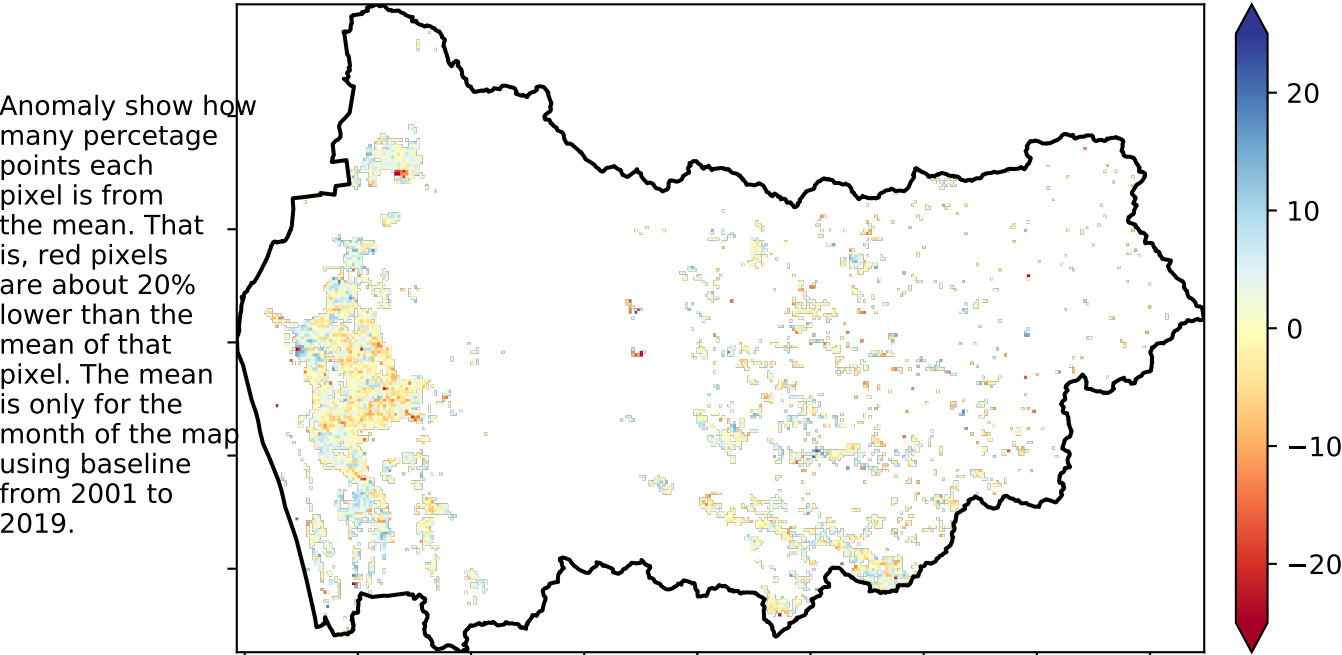 Anomaly show how
many percetage
points each
pixel is from
the mean. That
is, red pixels
are about 20%
lower than the
mean of that
pixel. The mean
is only for the
month of the map
using baseline
from 2001 to
2019.
20
10
0
−10
−20